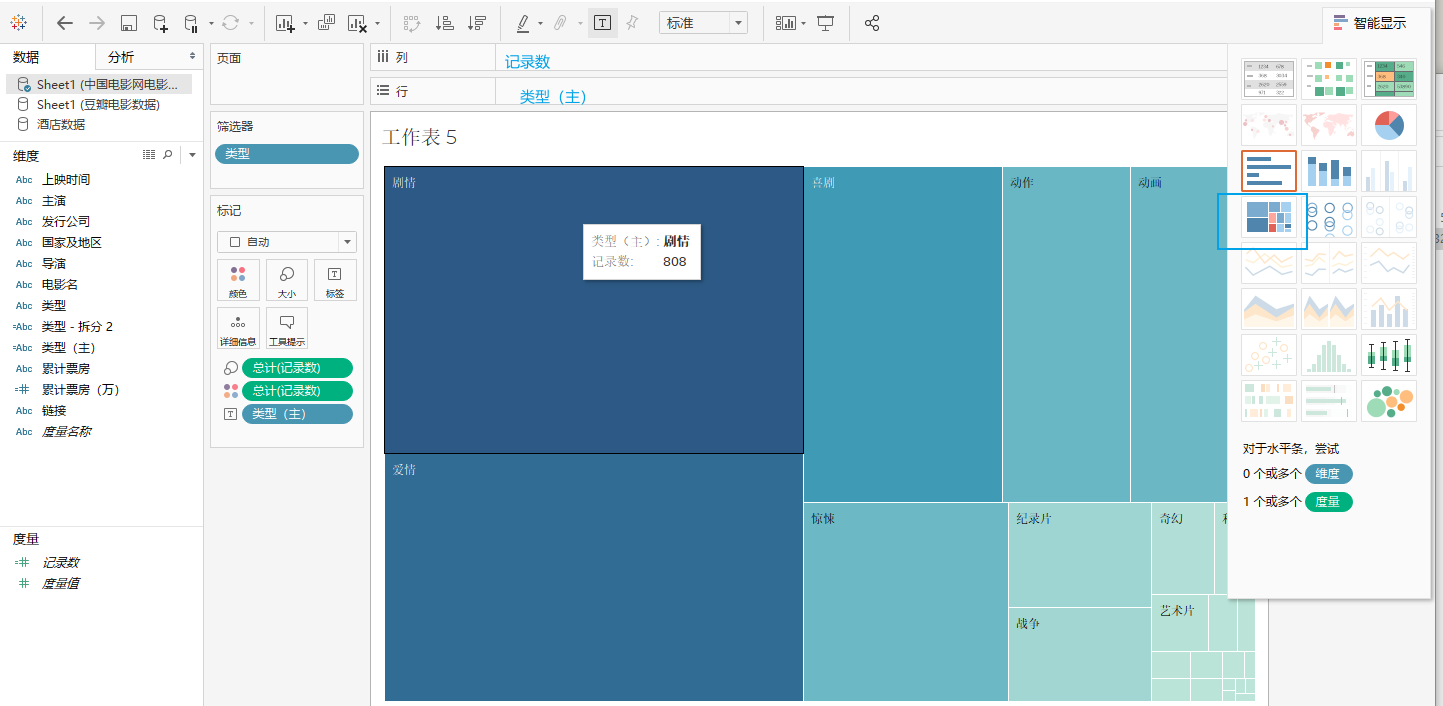 标准
智能显示
数据
分析
Sheet1 (中国电影网电影...
Sheet1 (豆瓣电影数据)
酒店数据
维度
Abc 上映时间
Abc 主演
Abc 发行公司
Abc 国家及地区
Abc 导演
Abc 电影名
Abc 类型
=Abc 类型 - 拆分 2
=Abc 类型（主）
Abc 累计票房
=# 累计票房（万）
Abc 链接
Abc 度量名称
度量
=# 记录数
# 度量值
页面
筛选器
类型
标记
自动
颜色
大小
标签
详细信息
工具提示
总计(记录数)
总计(记录数)
类型（主）
列
记录数
行
类型（主）
工作表 5
剧情
喜剧
动作
动画
类型（主）: 剧情
记录数: 808
爱情
惊悚
纪录片
奇幻
战争
艺术片
对于水平条，尝试
0 个或多个 维度
1 个或多个 度量